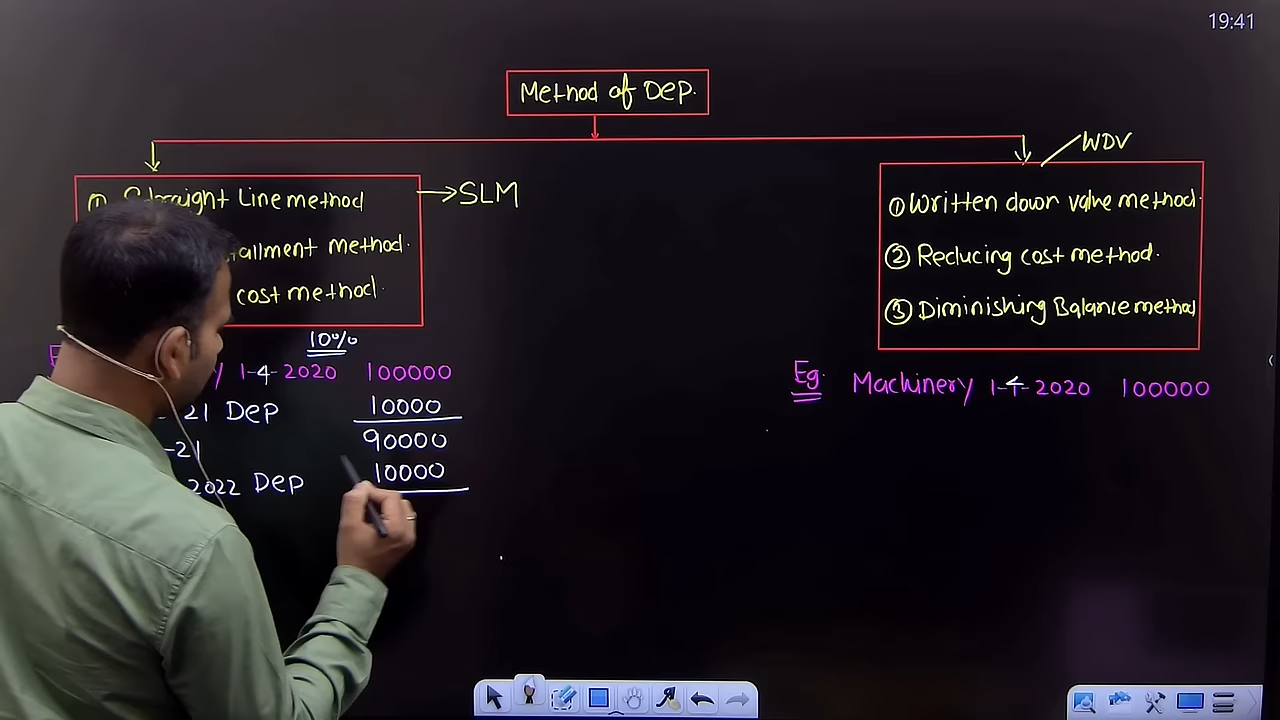 19:41
Method of Dep.
WDV
① Straight Line method
→ SLM
tallment method.
cost method.
① Written down value method.
② Reducing cost method.
③ Diminishing Balance method
10%
1-4-2020 100000
21 Dep 10000
-21 90000
2022 Dep 10000
Eg. Machinery 1-4-2020 100000